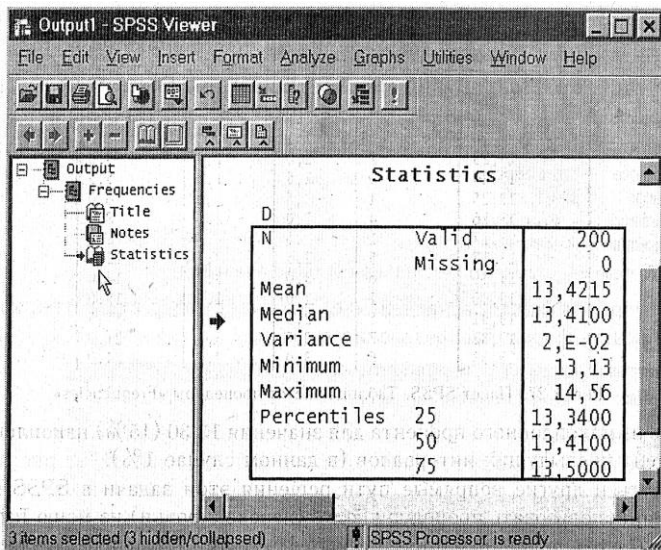 Output1 - SPSS Viewer
File Edit View Insert Format Analyze Graphs Utilities Window Help
Output
Frequencies
Title
Notes
Statistics
Statistics
D
N Valid 200
Missing 0
Mean 13,4215
Median 13,4100
Variance 2,E-02
Minimum 13,13
Maximum 14,56
Percentiles 25 13,3400
50 13,4100
75 13,5000
3 items selected (3 hidden/collapsed) SPSS Processor is ready